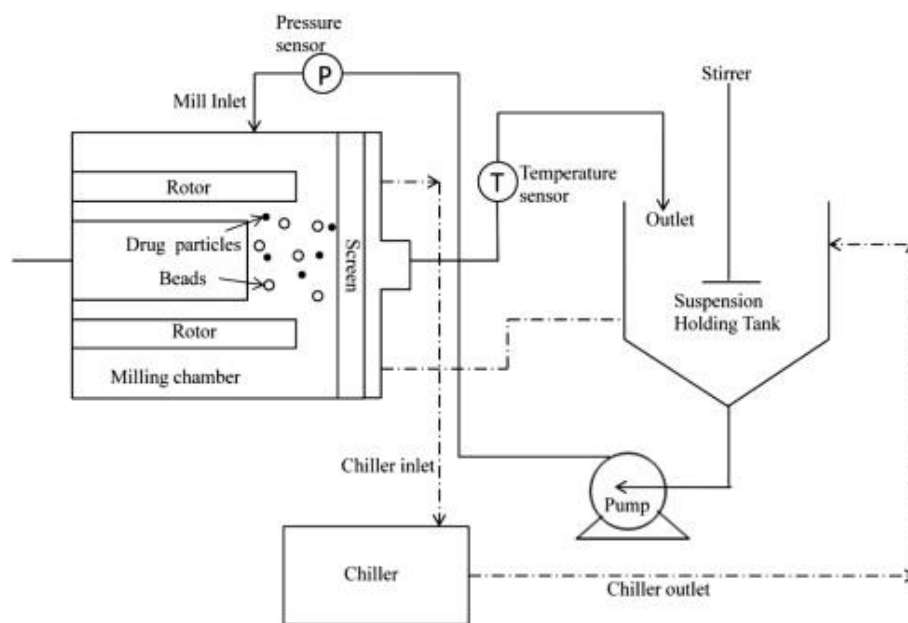 Pressure
sensor
P
Mill Inlet
Stirrer
Rotor
T
Temperature
sensor
Outlet
Drug particles
Screen
Beads
Suspension
Holding Tank
Rotor
Milling chamber
Chiller inlet
Pump
Chiller
Chiller outlet